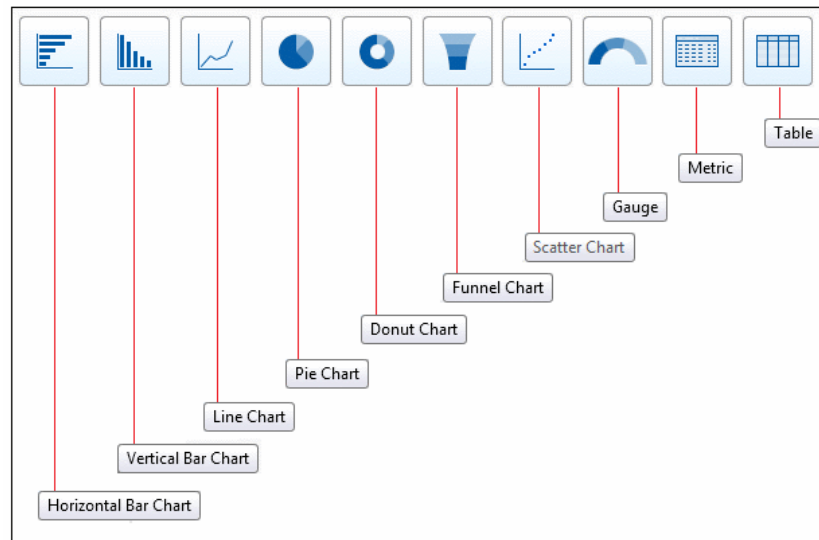 Table
Metric
Gauge
Scatter Chart
Funnel Chart
Donut Chart
Pie Chart
Line Chart
Vertical Bar Chart
Horizontal Bar Chart